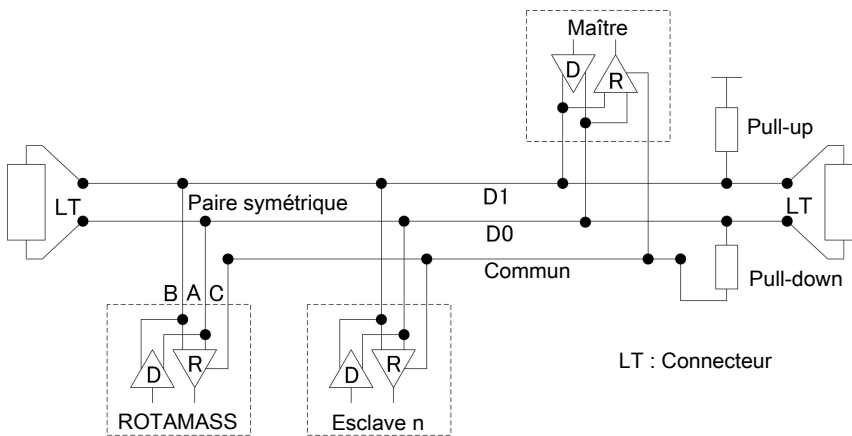 Maître
D
R
Pull-up
LT
D1
LT
Paire symétrique
D0
Commun
Pull-down
B A C
D
R
D
R
LT : Connecteur
ROTAMASS
Esclave n